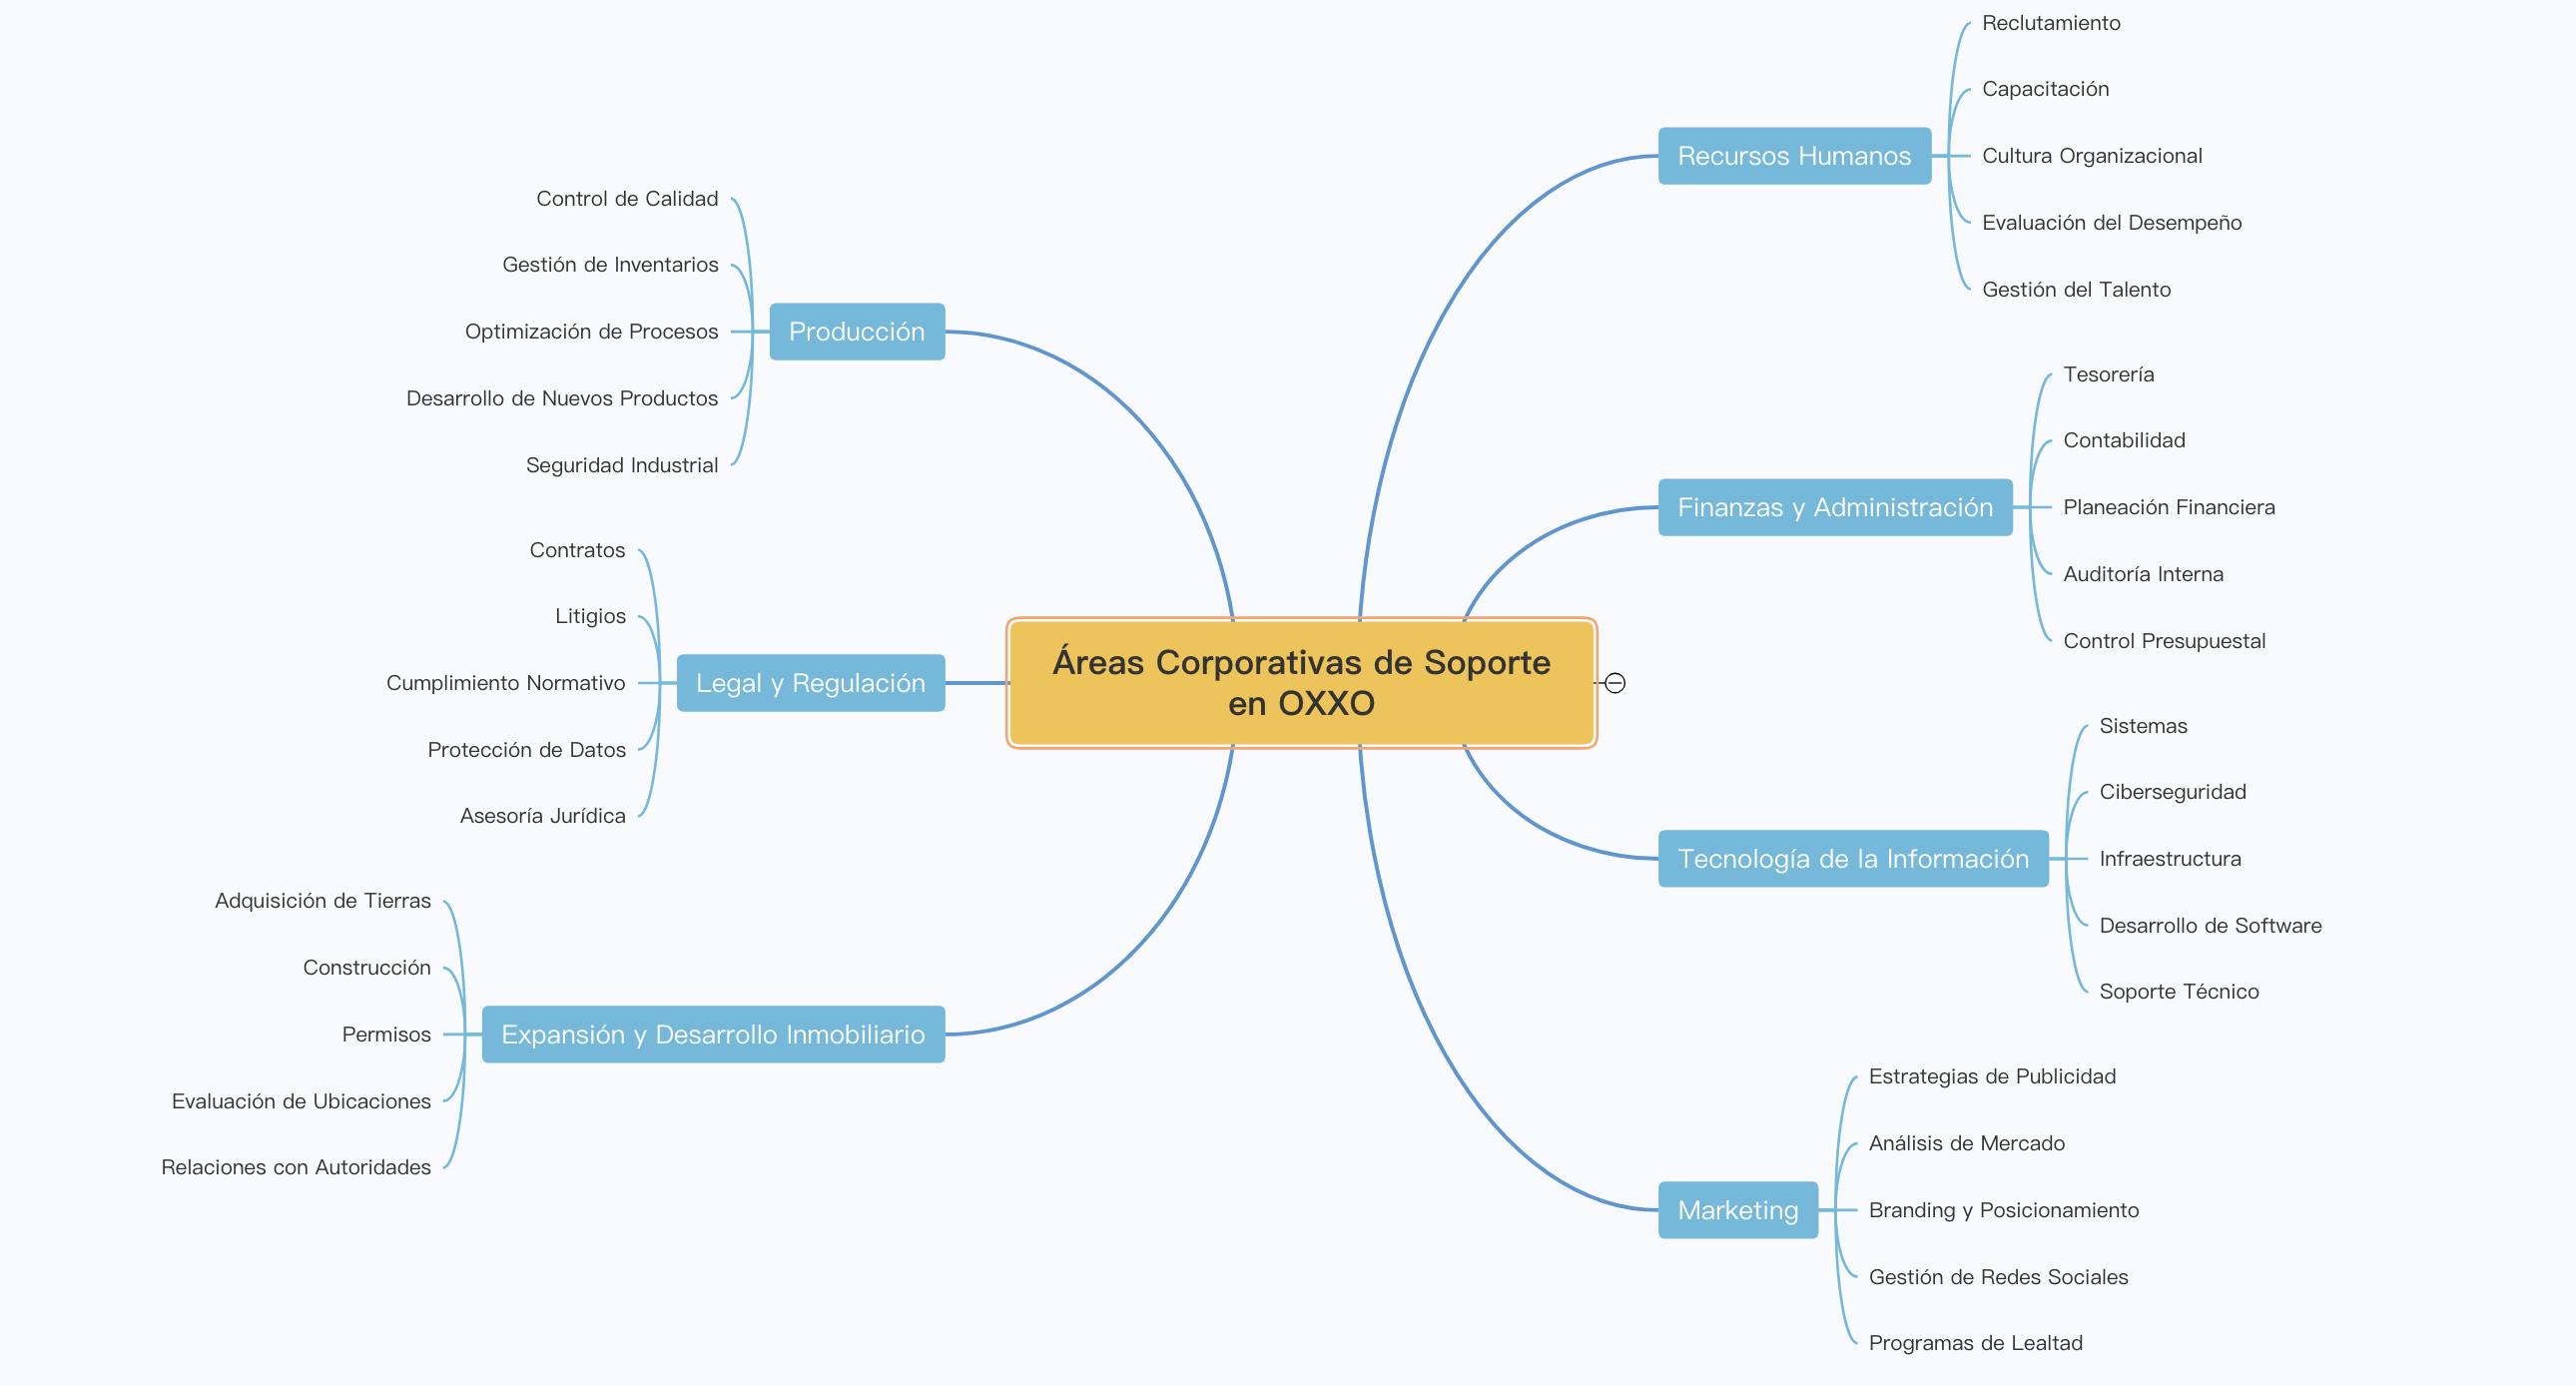 Áreas Corporativas de Soporte
en OXXO
Recursos Humanos
Reclutamiento
Capacitación
Cultura Organizacional
Evaluación del Desempeño
Gestión del Talento
Finanzas y Administración
Tesorería
Contabilidad
Planeación Financiera
Auditoría Interna
Control Presupuestal
Tecnología de la Información
Sistemas
Ciberseguridad
Infraestructura
Desarrollo de Software
Soporte Técnico
Marketing
Estrategias de Publicidad
Análisis de Mercado
Branding y Posicionamiento
Gestión de Redes Sociales
Programas de Lealtad
Producción
Control de Calidad
Gestión de Inventarios
Optimización de Procesos
Desarrollo de Nuevos Productos
Seguridad Industrial
Legal y Regulación
Contratos
Litigios
Cumplimiento Normativo
Protección de Datos
Asesoría Jurídica
Expansión y Desarrollo Inmobiliario
Adquisición de Tierras
Construcción
Permisos
Evaluación de Ubicaciones
Relaciones con Autoridades